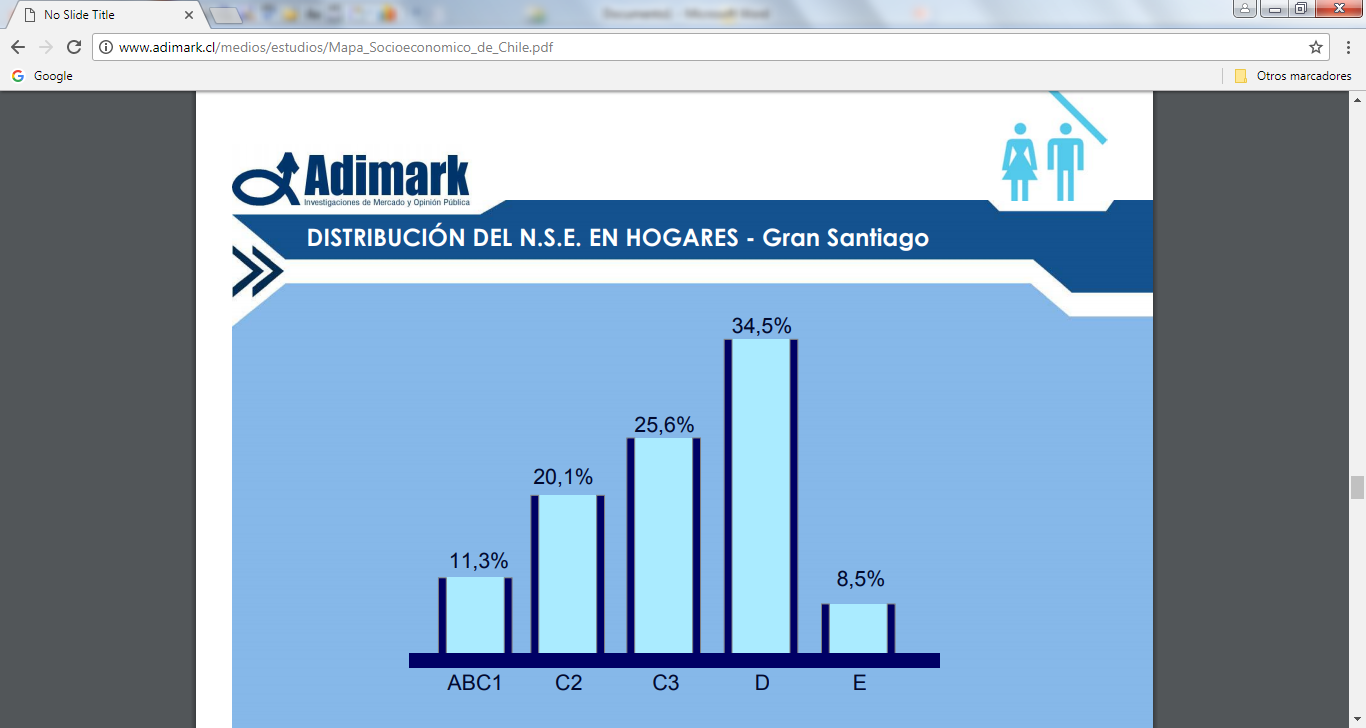 No Slide Title
www.adimark.cl/medios/estudios/Mapa_Socioeconomico_de_Chile.pdf
Google
Otros marcadores
Adimark
Investigaciones de Mercado y Opinión Pública
DISTRIBUCIÓN DEL N.S.E. EN HOGARES - Gran Santiago
34,5%
25,6%
20,1%
11,3%
8,5%
ABC1 C2 C3 D E